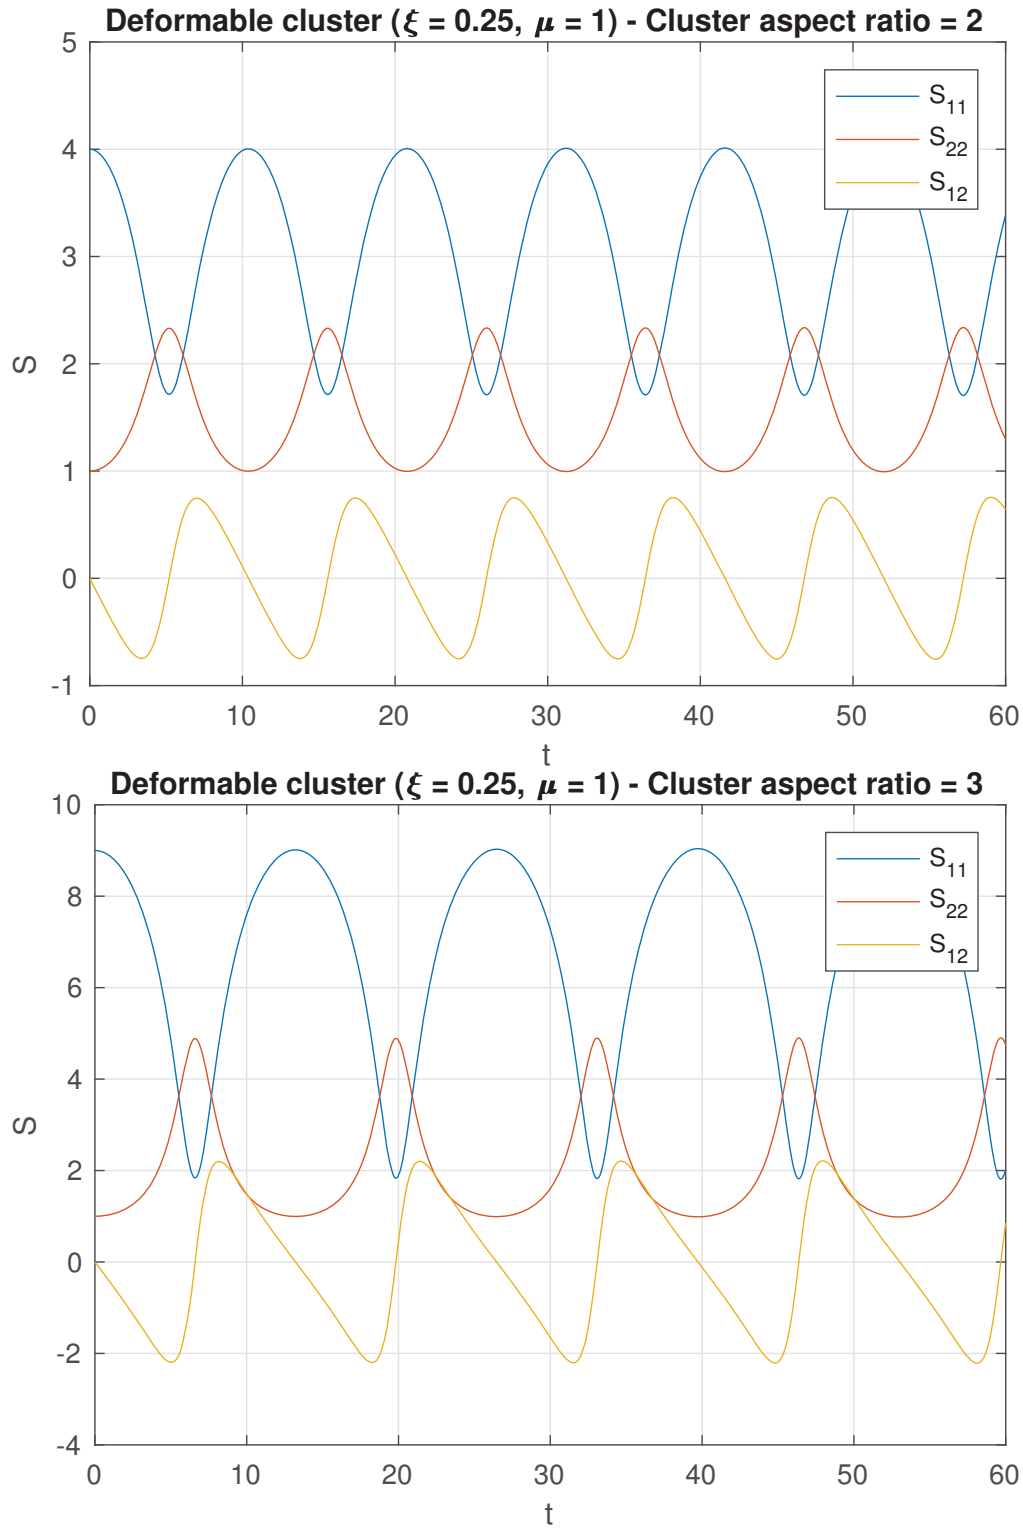 Deformable cluster (ξ = 0.25, μ = 1) - Cluster aspect ratio = 2
5
4
3
2
1
0
-1
S
S11
S22
S12
0 10 20 30 40 50 60
t
Deformable cluster (ξ = 0.25, μ = 1) - Cluster aspect ratio = 3
10
8
6
4
2
0
-2
-4
S
S11
S22
S12
0 10 20 30 40 50 60
t